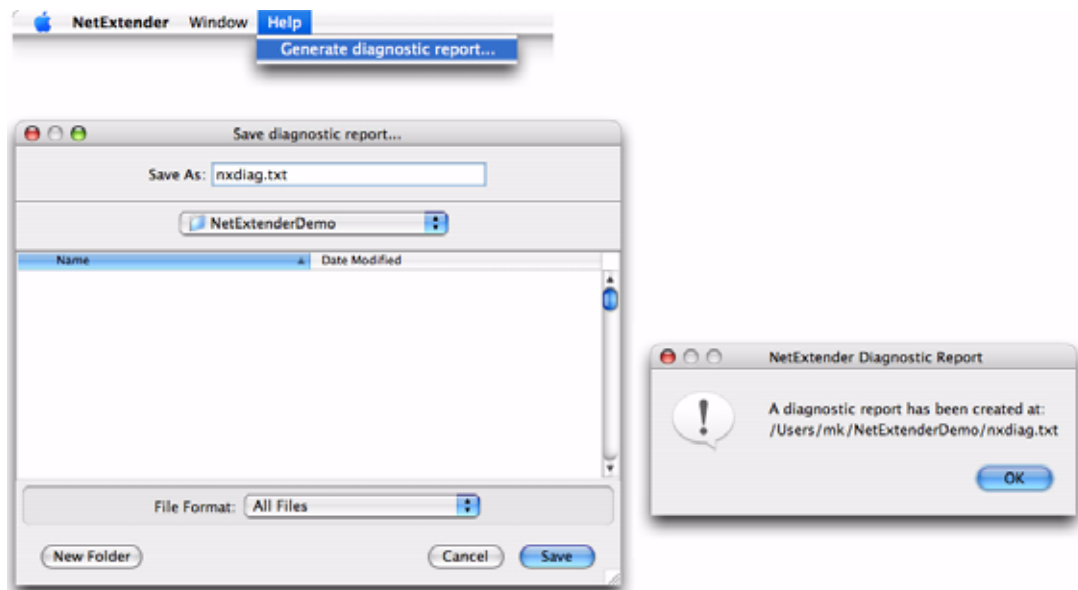 NetExtender Window Help
Generate diagnostic report...
Save diagnostic report...
Save As: nxdiag.txt
NetExtenderDemo
Name Date Modified
File Format: All Files
New Folder Cancel Save
NetExtender Diagnostic Report
A diagnostic report has been created at:
/Users/mk/NetExtenderDemo/nxdiag.txt
OK